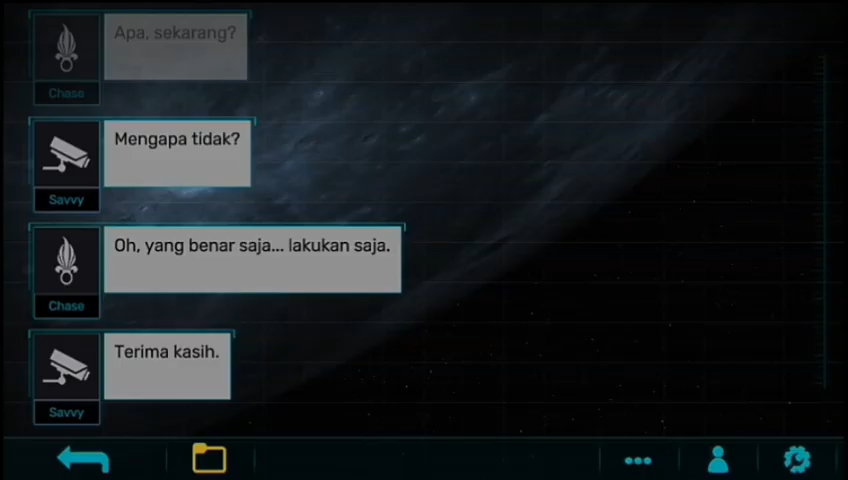 Apa, sekarang?
Chase
Mengapa tidak?
Savvy
Oh, yang benar saja... lakukan saja.
Chase
Terima kasih.
Savvy